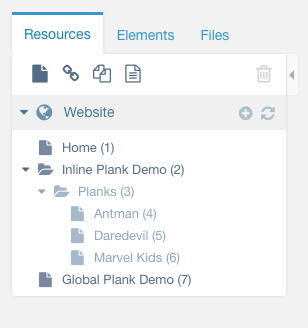 Resources Elements Files
Website
Home (1)
Inline Plank Demo (2)
Planks (3)
Antman (4)
Daredevil (5)
Marvel Kids (6)
Global Plank Demo (7)